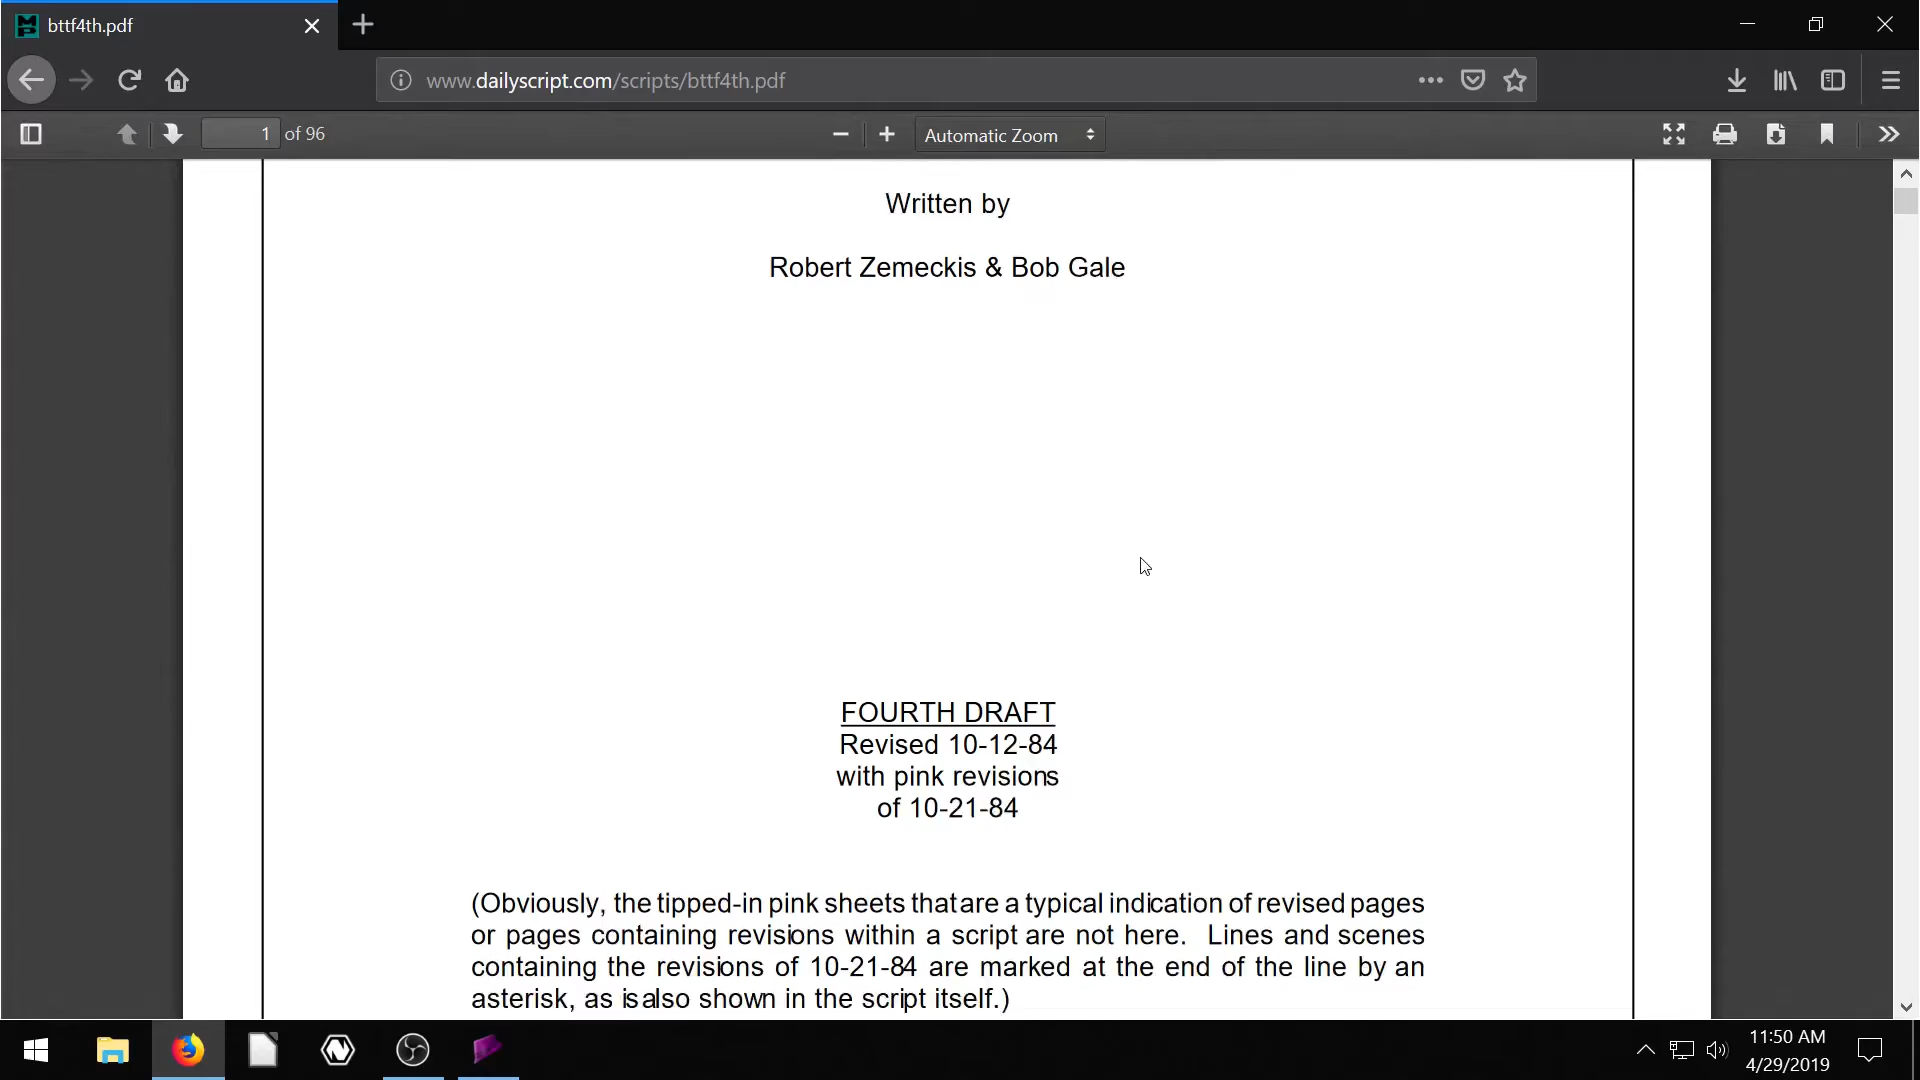 bttf4th.pdf
www.dailyscript.com/scripts/bttf4th.pdf
1 of 96
Automatic Zoom
Written by
Robert Zemeckis & Bob Gale
FOURTH DRAFT
Revised 10-12-84
with pink revisions
of 10-21-84
(Obviously, the tipped-in pink sheets that are a typical indication of revised pages
or pages containing revisions within a script are not here. Lines and scenes
containing the revisions of 10-21-84 are marked at the end of the line by an
asterisk, as is also shown in the script itself.)
11:50 AM
4/29/2019